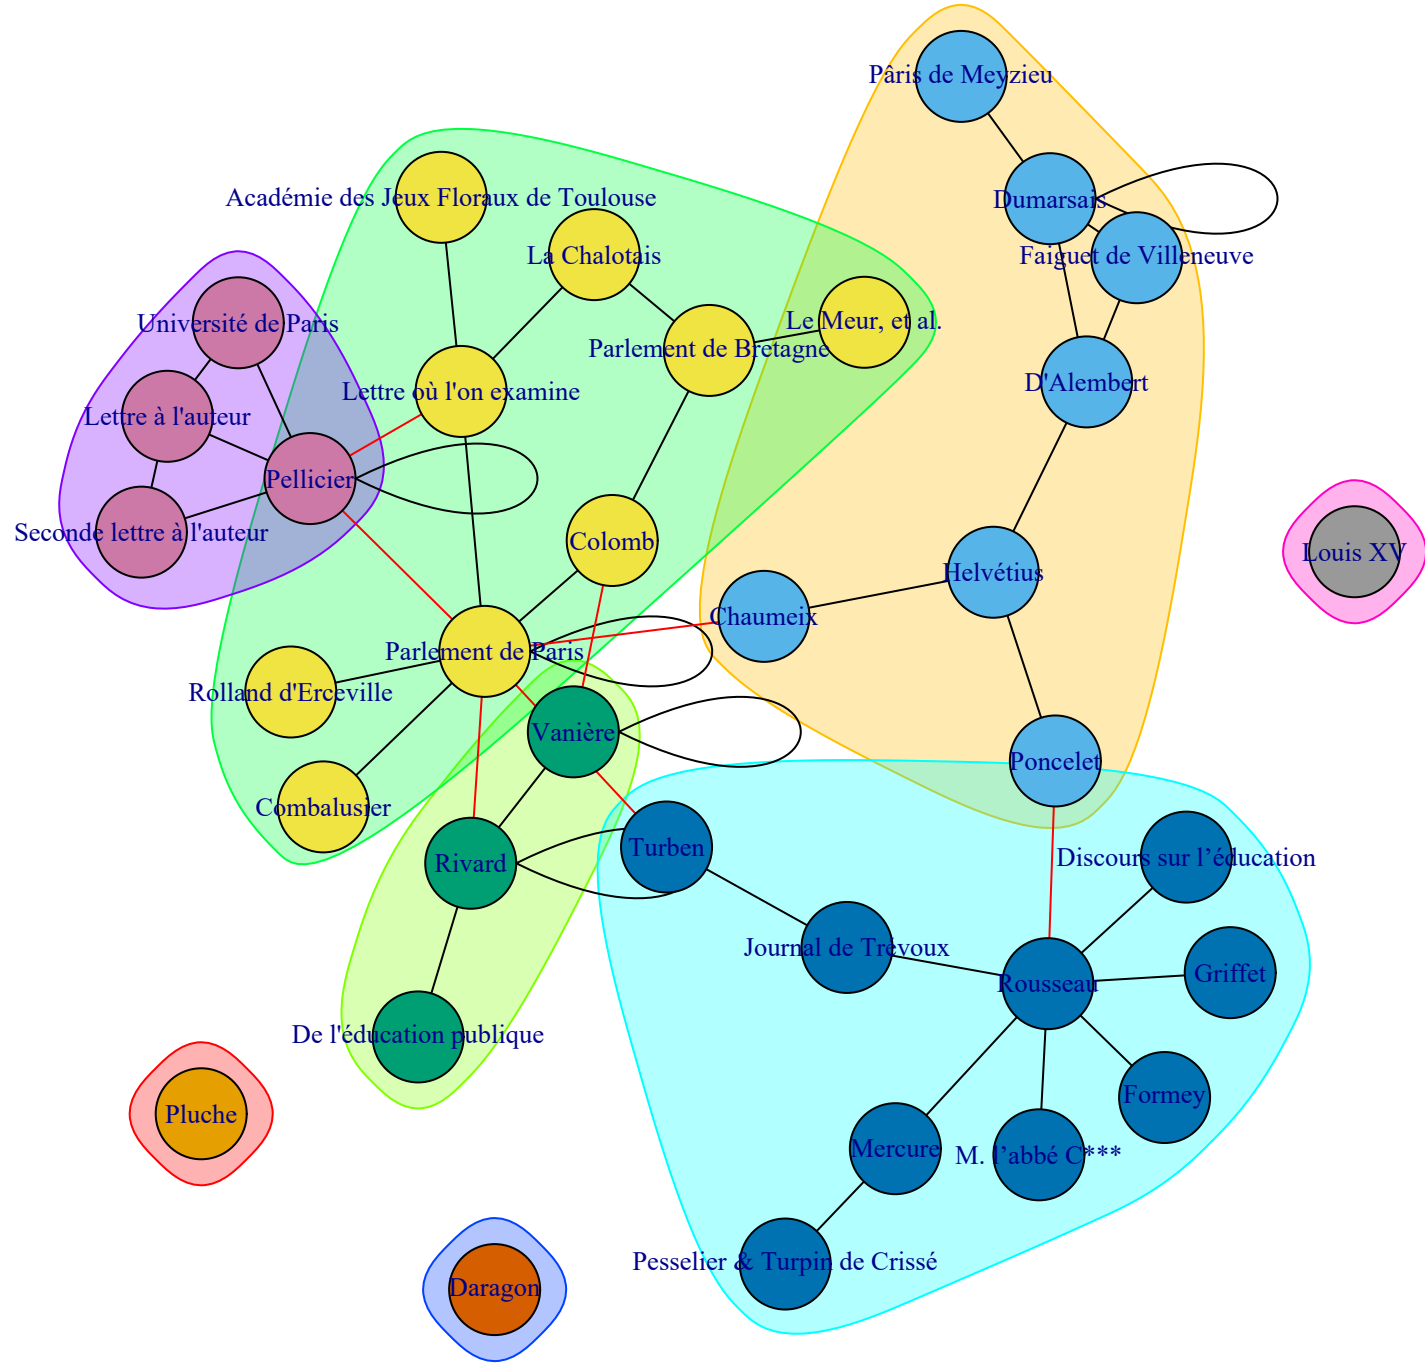 Pâris de Meyzieu
Académie des Jeux Floraux de Toulouse
Dumarsais
La Chalotais
Faiguet de Villeneuve
Université de Paris
Le Meur, et al.
Parlement de Bretagne
Lettre où l'on examine
D'Alembert
Lettre à l'auteur
Pellicier
Seconde lettre à l'auteur
Colomb
Louis XV
Helvétius
Chaumeix
Parlement de Paris
Rolland d'Erceville
Vanière
Poncelet
Combalusier
Turben
Rivard
Discours sur l’éducation
Journal de Trévoux
Griffet
Rousseau
De l'éducation publique
Formey
Pluche
Mercure
M. l’abbé C***
Pesselier & Turpin de Crissé
Daragon